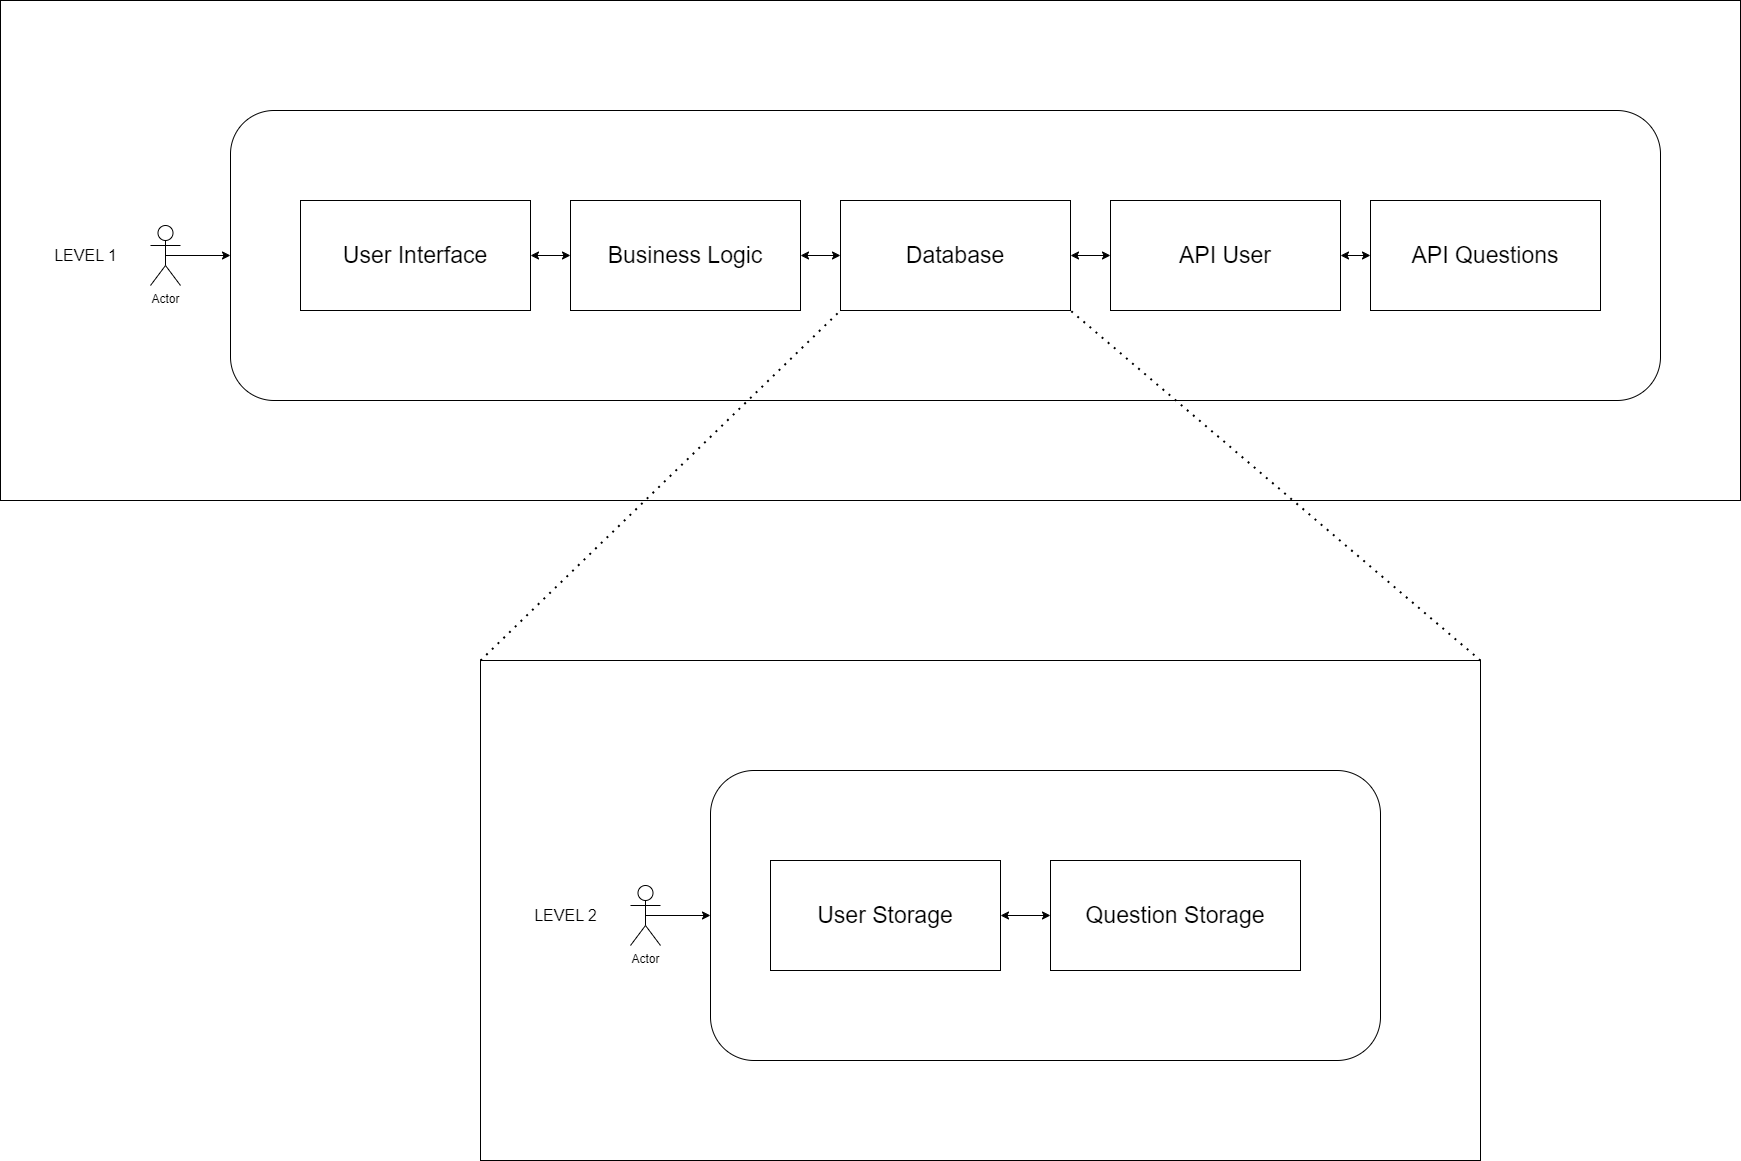 LEVEL 1
Actor
User Interface
Business Logic
Database
API User
API Questions
LEVEL 2
Actor
User Storage
Question Storage